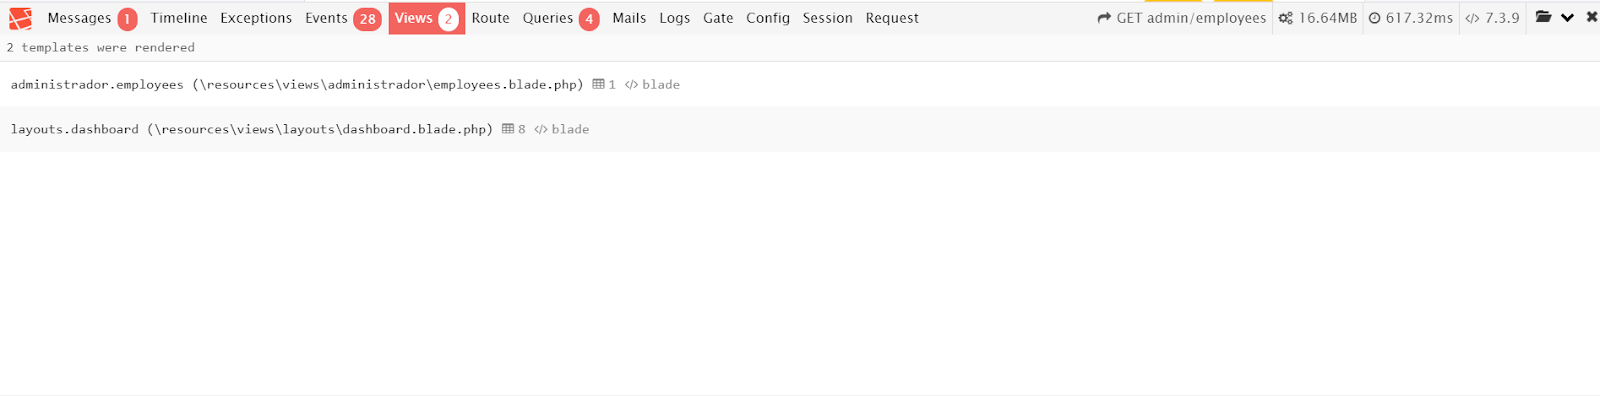 Messages 1 Timeline Exceptions Events 28 Views 2 Route Queries 4 Mails Logs Gate Config Session Request GET admin/employees 16.64MB 617.32ms 7.3.9
2 templates were rendered
administrador.employees (\resources\views\administrador\employees.blade.php) 1 </> blade
layouts.dashboard (\resources\views\layouts\dashboard.blade.php) 8 </> blade